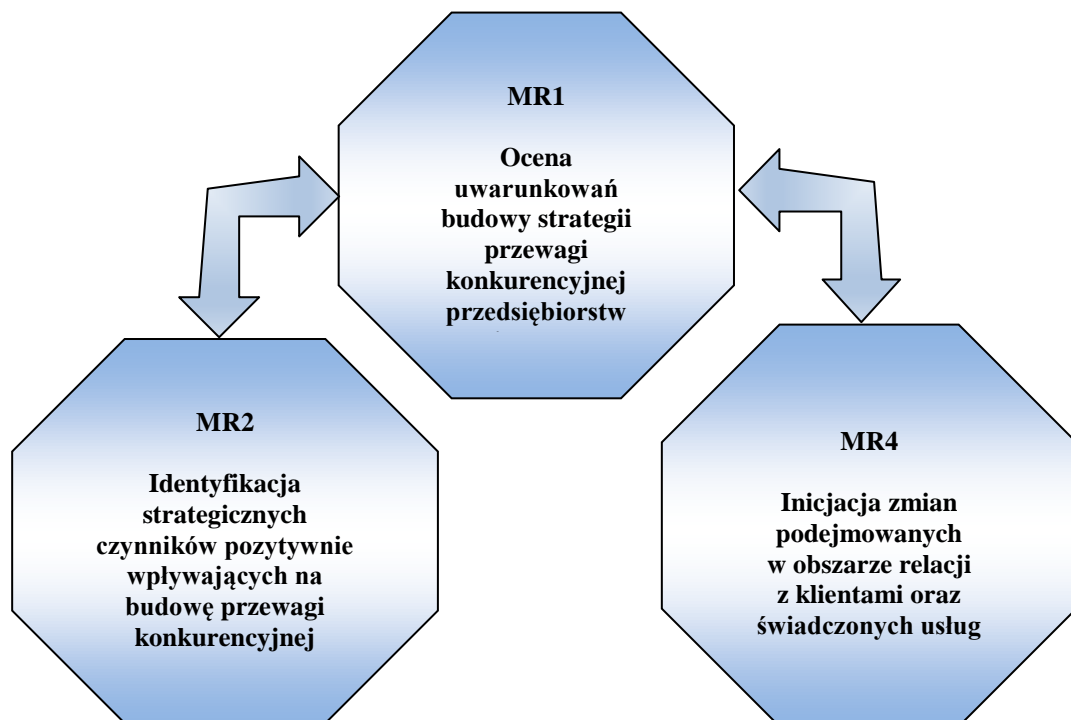 MR1
Ocena
uwarunkowań
budowy strategii
przewagi
konkurencyjnej
przedsiębiorstw
MR2
Identyfikacja
strategicznych
czynników pozytywnie
wpływających na
budowę przewagi
konkurencyjnej
MR4
Inicjacja zmian
podejmowanych
w obszarze relacji
z klientami oraz
świadczonych usług